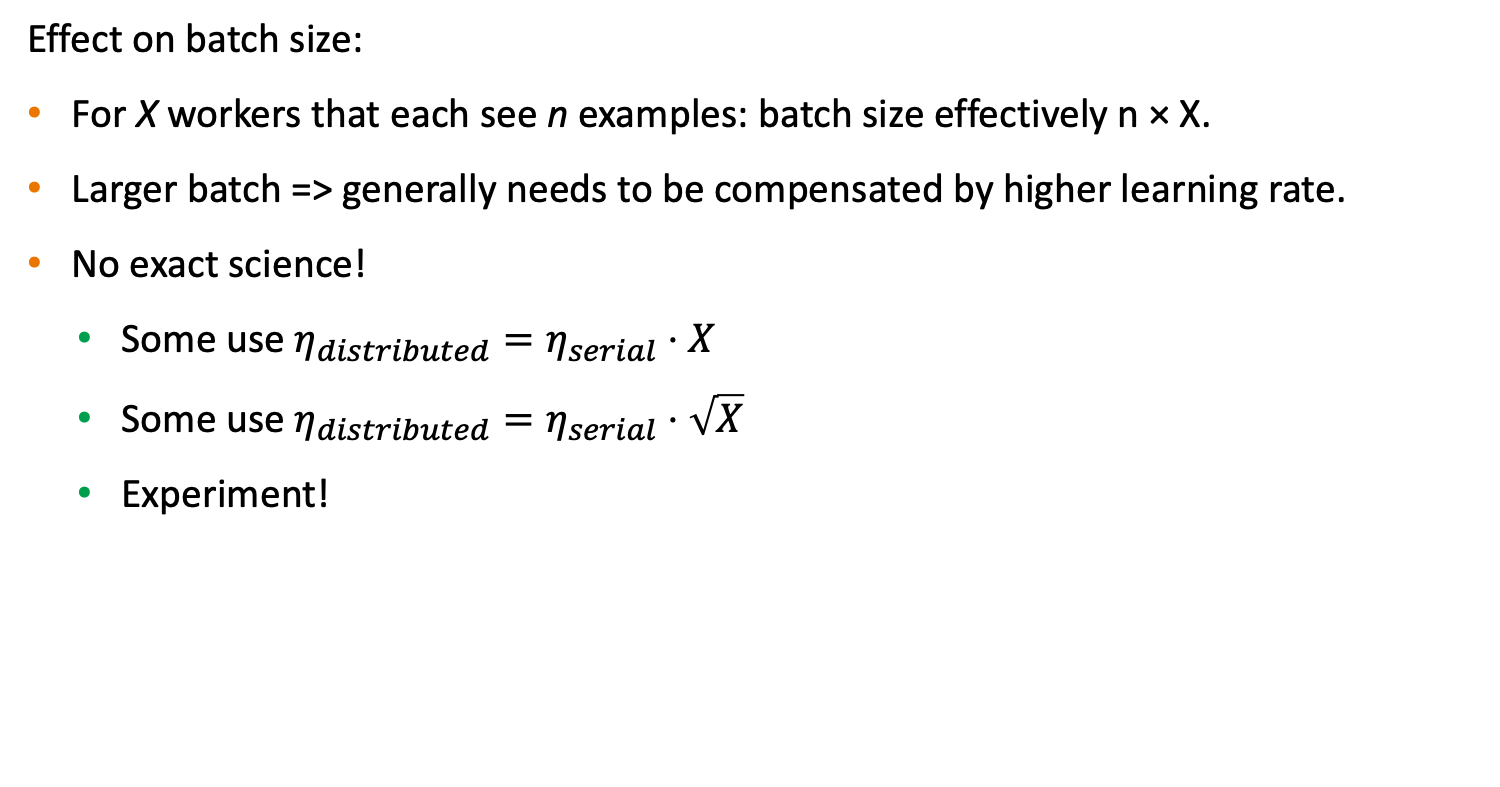 Effect on batch size:
• For X workers that each see n examples: batch size effectively n × X.
• Larger batch => generally needs to be compensated by higher learning rate.
• No exact science!
• Some use η_distributed = η_serial · X
• Some use η_distributed = η_serial · √X
• Experiment!